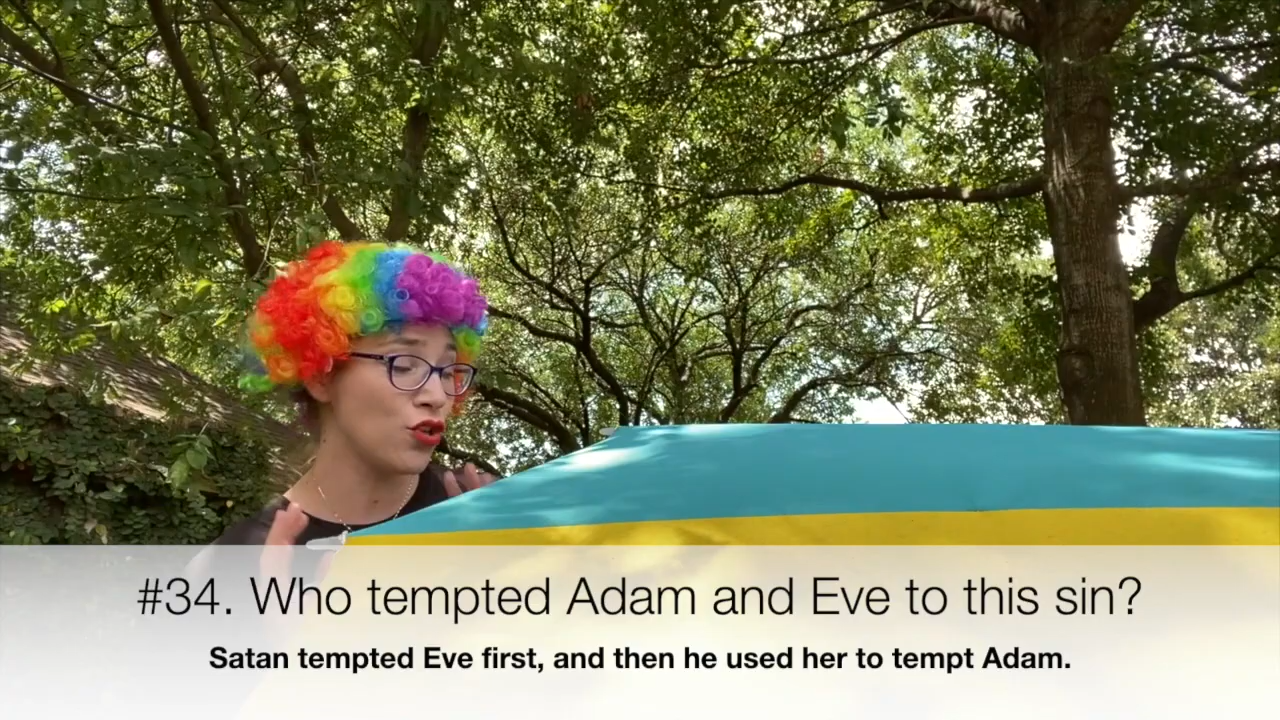 #34. Who tempted Adam and Eve to this sin?
Satan tempted Eve first, and then he used her to tempt Adam.